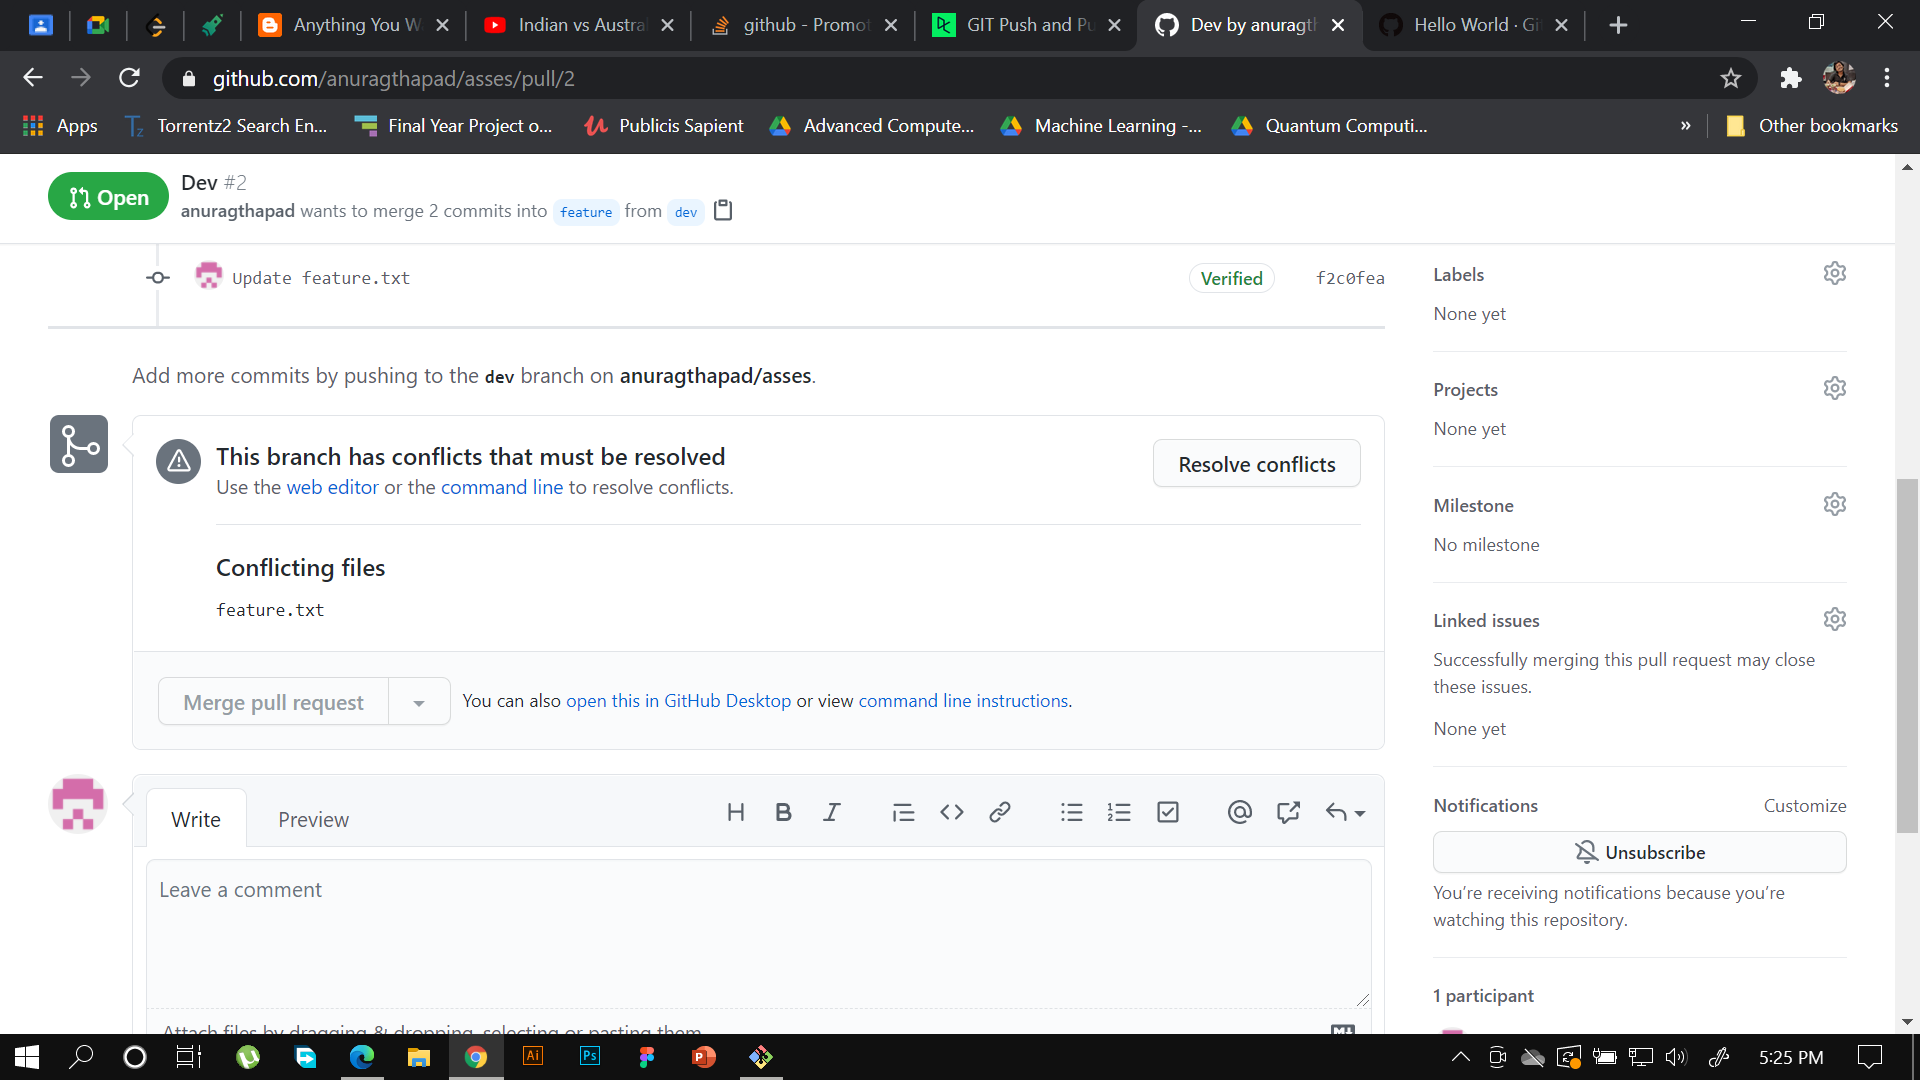 Anything You W
Indian vs Austra
github - Promot
GIT Push and Pu
Dev by anuragth
Hello World · Gi
github.com/anuragthapad/asses/pull/2
Apps
Torrentz2 Search En...
Final Year Project o...
Publicis Sapient
Advanced Compute...
Machine Learning -...
Quantum Computi...
»
Other bookmarks
Open
Dev #2
anuragthapad wants to merge 2 commits into feature from dev
Update feature.txt
Verified
f2c0fea
Add more commits by pushing to the dev branch on anuragthapad/asses.
This branch has conflicts that must be resolved
Use the web editor or the command line to resolve conflicts.
Resolve conflicts
Conflicting files
feature.txt
Merge pull request
You can also open this in GitHub Desktop or view command line instructions.
Write
Preview
Leave a comment
Attach files by dragging & dropping, selecting or pasting them.
Labels
None yet
Projects
None yet
Milestone
No milestone
Linked issues
Successfully merging this pull request may close
these issues.
None yet
Notifications
Customize
Unsubscribe
You're receiving notifications because you're
watching this repository.
1 participant
Ai
Ps
5:25 PM